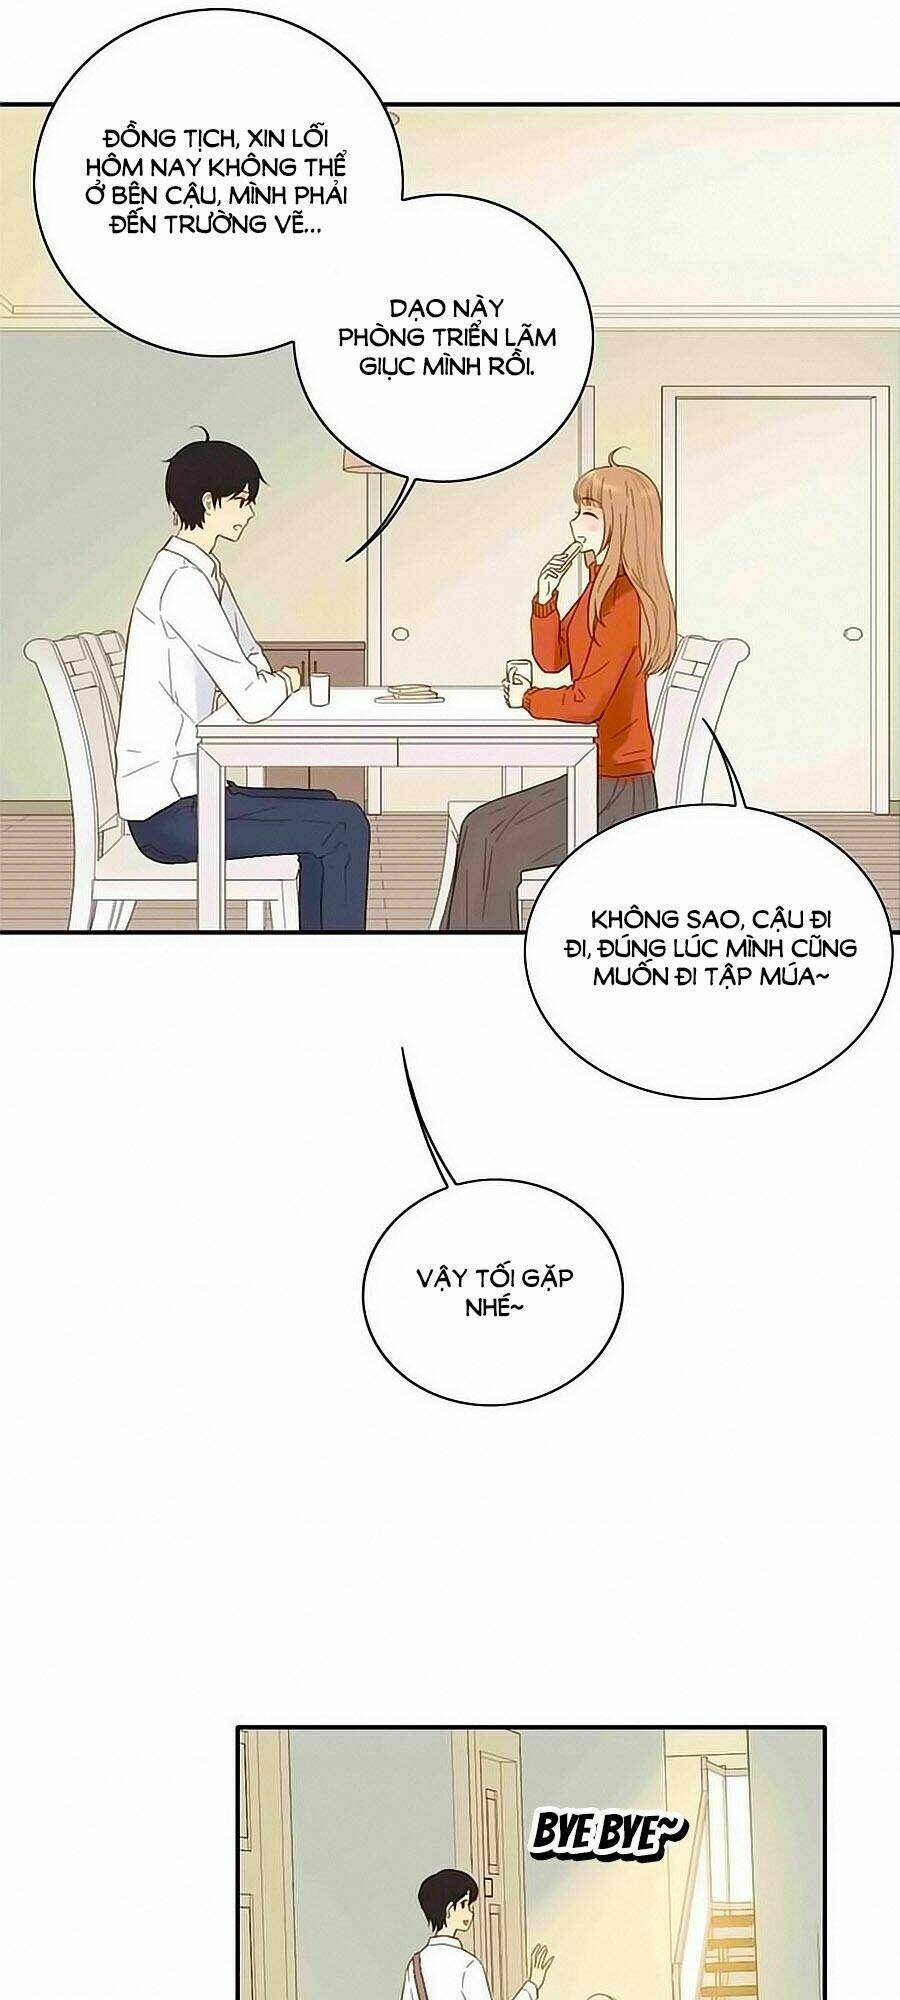 ĐỒNG TỊCH, XIN LỖI
HÔM NAY KHÔNG THỂ
Ở BÊN CẬU, MÌNH PHẢI
ĐẾN TRƯỜNG VẼ...
DẠO NÀY
PHÒNG TRIỂN LÃM
GIỤC MÌNH RỒI.
KHÔNG SAO, CẬU ĐI
ĐI, ĐÚNG LÚC MÌNH CŨNG
MUỐN ĐI TẬP MÚA~
VẬY TỐI GẶP
NHÉ~
BYE BYE~